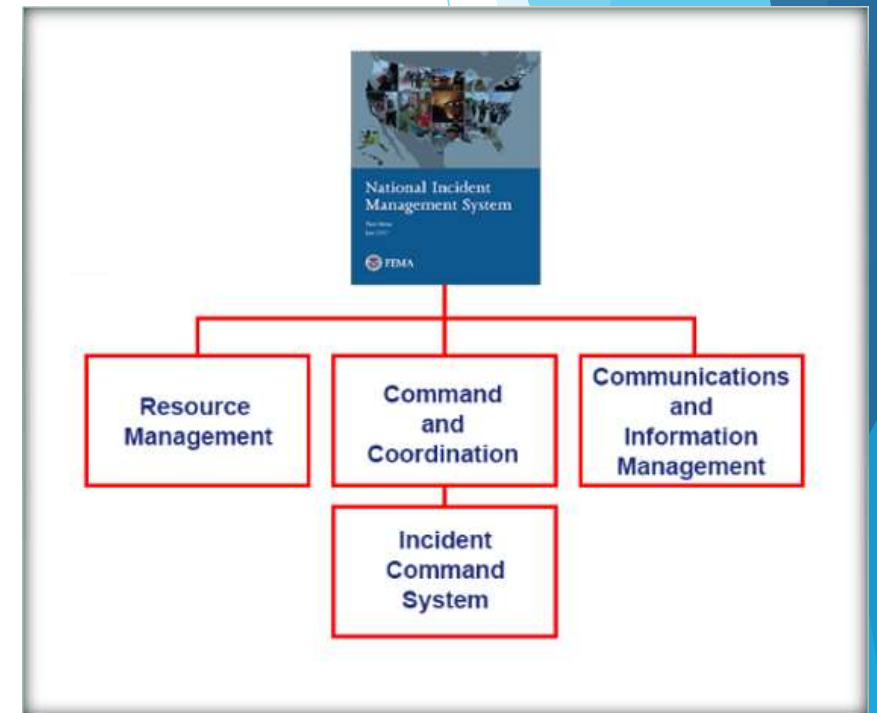 National Incident
Management System
FEMA
Resource
Management
Command
and
Coordination
Communications
and
Information
Management
Incident
Command
System